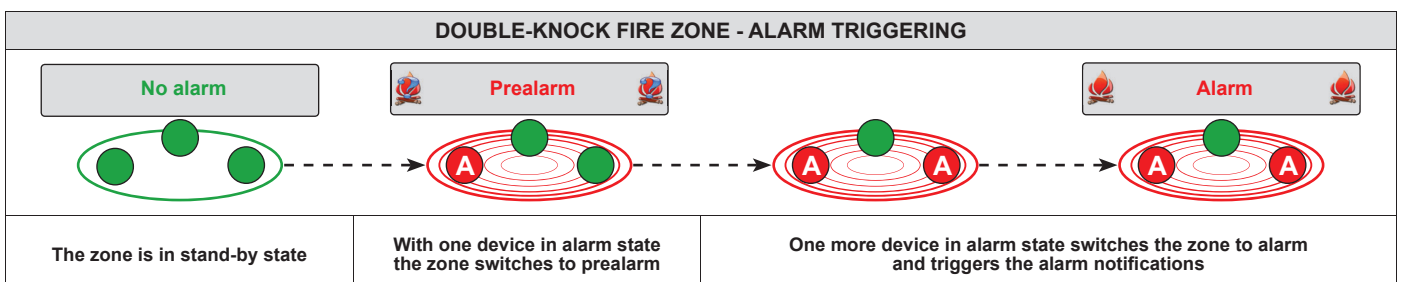 DOUBLE-KNOCK FIRE ZONE - ALARM TRIGGERING
No alarm
Prealarm
Alarm
A
A
A
A
A
The zone is in stand-by state
With one device in alarm state
the zone switches to prealarm
One more device in alarm state switches the zone to alarm
and triggers the alarm notifications